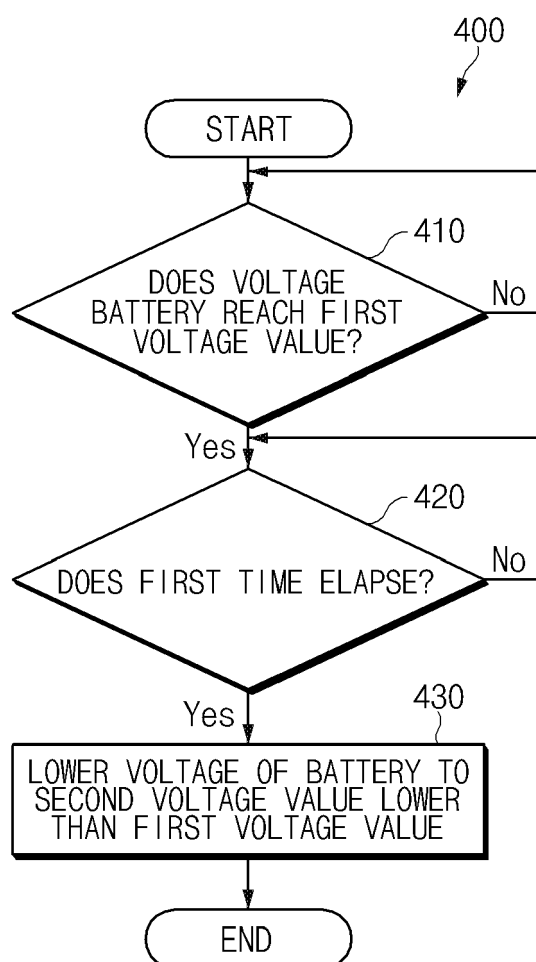 400
START
410
DOES VOLTAGE
BATTERY REACH FIRST
VOLTAGE VALUE?
No
Yes
420
DOES FIRST TIME ELAPSE?
No
Yes
430
LOWER VOLTAGE OF BATTERY TO
SECOND VOLTAGE VALUE LOWER
THAN FIRST VOLTAGE VALUE
END